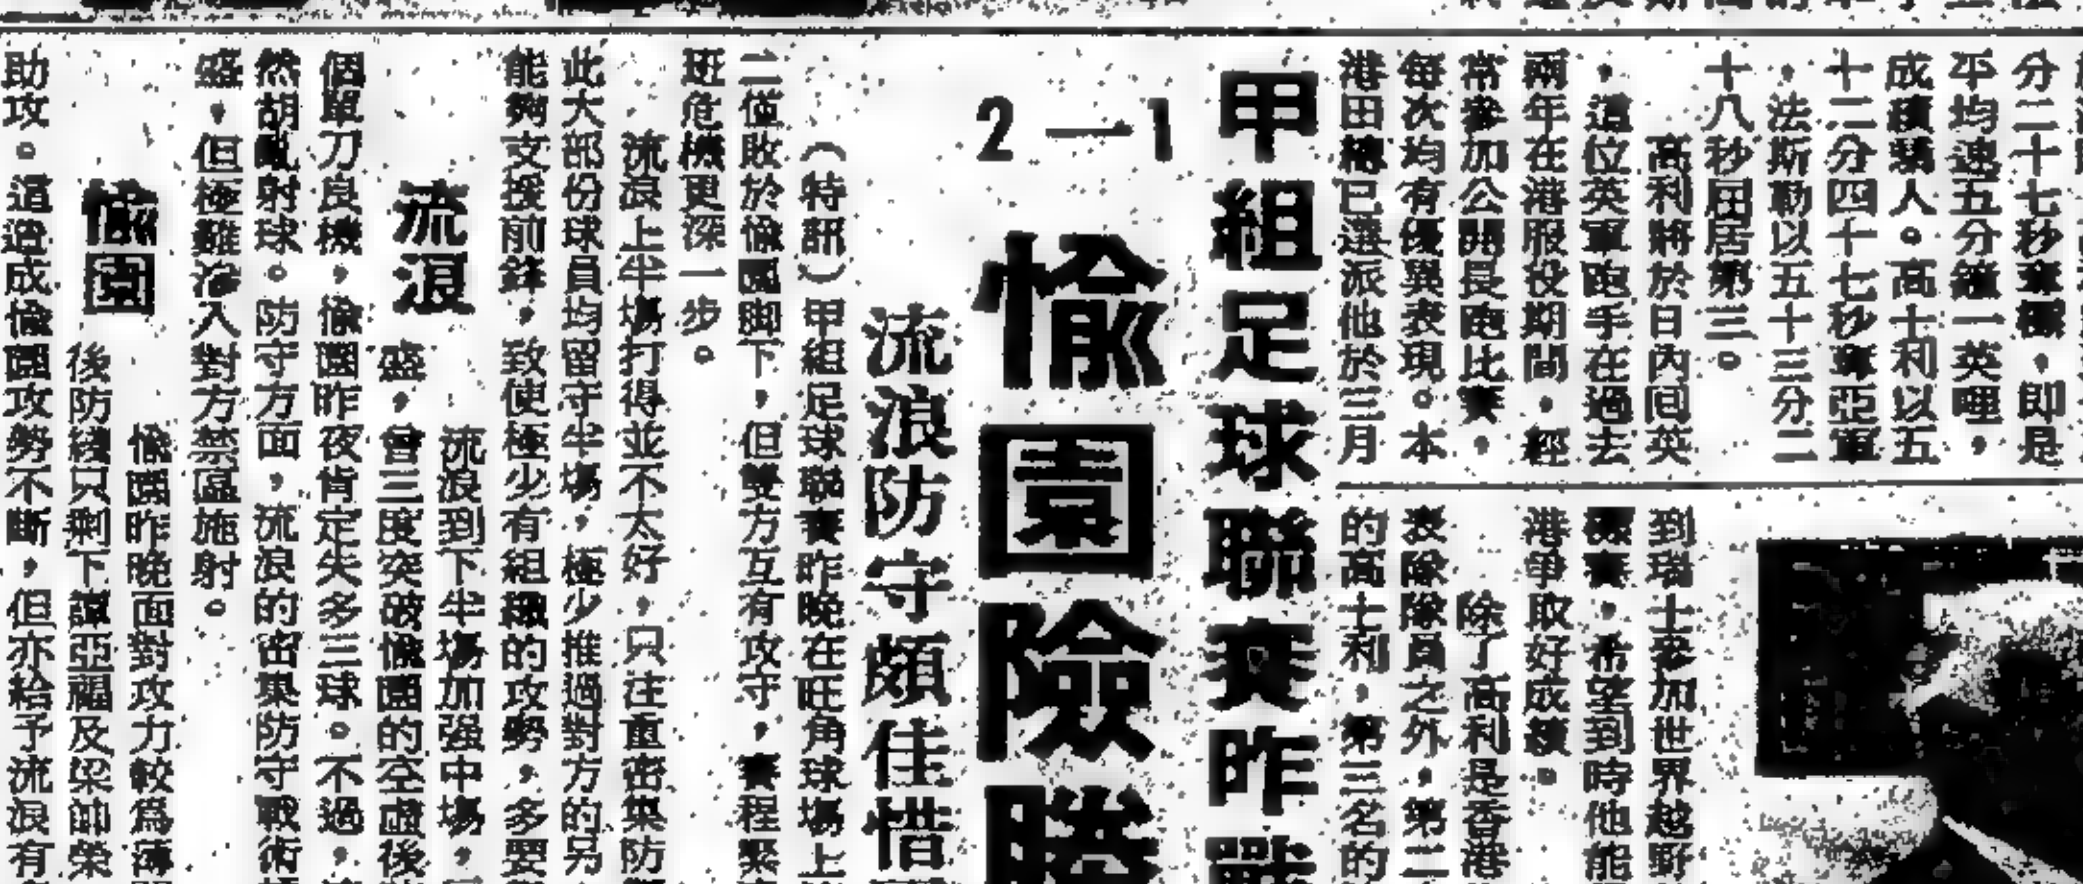 分二十七秒奪標，即是
平均速五分鐘一英哩，
成積驚人。高士利以五
十二分四十七秒奪亞軍
，法斯勒以五十三分二
十八秒屈居第三。
高利將於日內回英
，這位英軍跑手在過去
兩年在港服役期間，經
常參加公開長跑比賽，
每次均有優異表現。本
港田總已選派他於三月
到瑞士參加世界越野
賽，希望到時他能
港爭取好成績。
除了高利是香港
表隊隊員之外，第二
的高士利，第三名的
甲組足球聯賽昨戰
2—1
愉園險勝
流浪防守頗佳惜
（特訊）甲組足球聯賽昨晚在旺角球場上
二僅敗於愉園脚下，但雙方互有攻守，賽程緊
班危機更深一步。
流浪上半場打得並不太好，只注重密集防
此大部份球員均留守半場，極少推過對方的另
能夠支援前鋒，致使極少有組織的攻勢，多要
流浪
流浪到下半場加强中場，
盛，曾三度突破愉園的空虛後
個單刀良機，愉園昨夜肯定失多三球。不過，
然胡亂射球。防守方面，流浪的密集防守戰術
盛，但極難滲入對方禁區施射。
愉園
愉園昨晚面對攻力較爲薄
後防綫只剩下譚亞福及梁帥榮
助攻。這造成愉園攻勢不斷，但亦給予流浪有